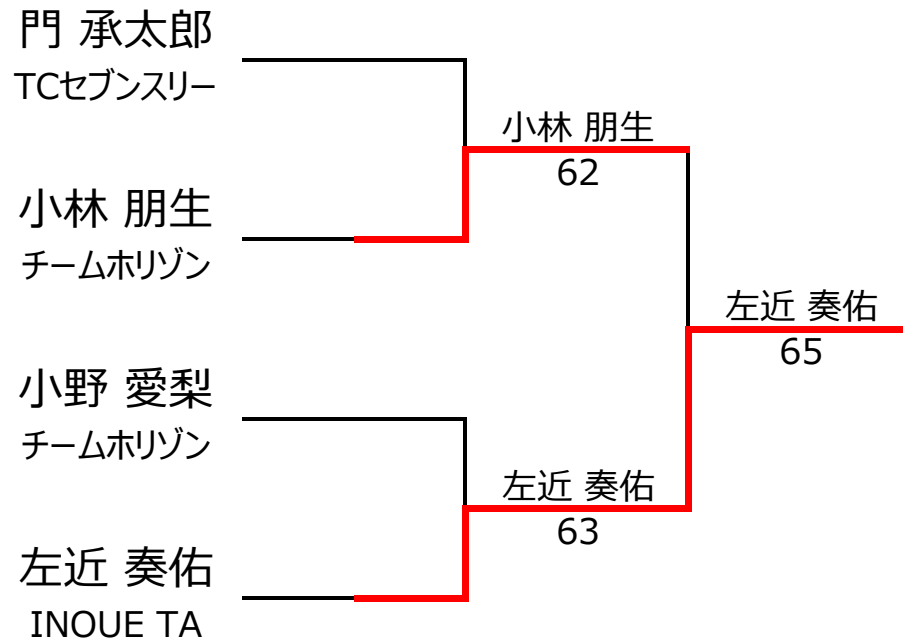 門 承太郎
TCセブンスリー
小林 朋生
62
小林 朋生
チームホリゾン
左近 奏佑
65
小野 愛梨
チームホリゾン
左近 奏佑
63
左近 奏佑
INOUE TA